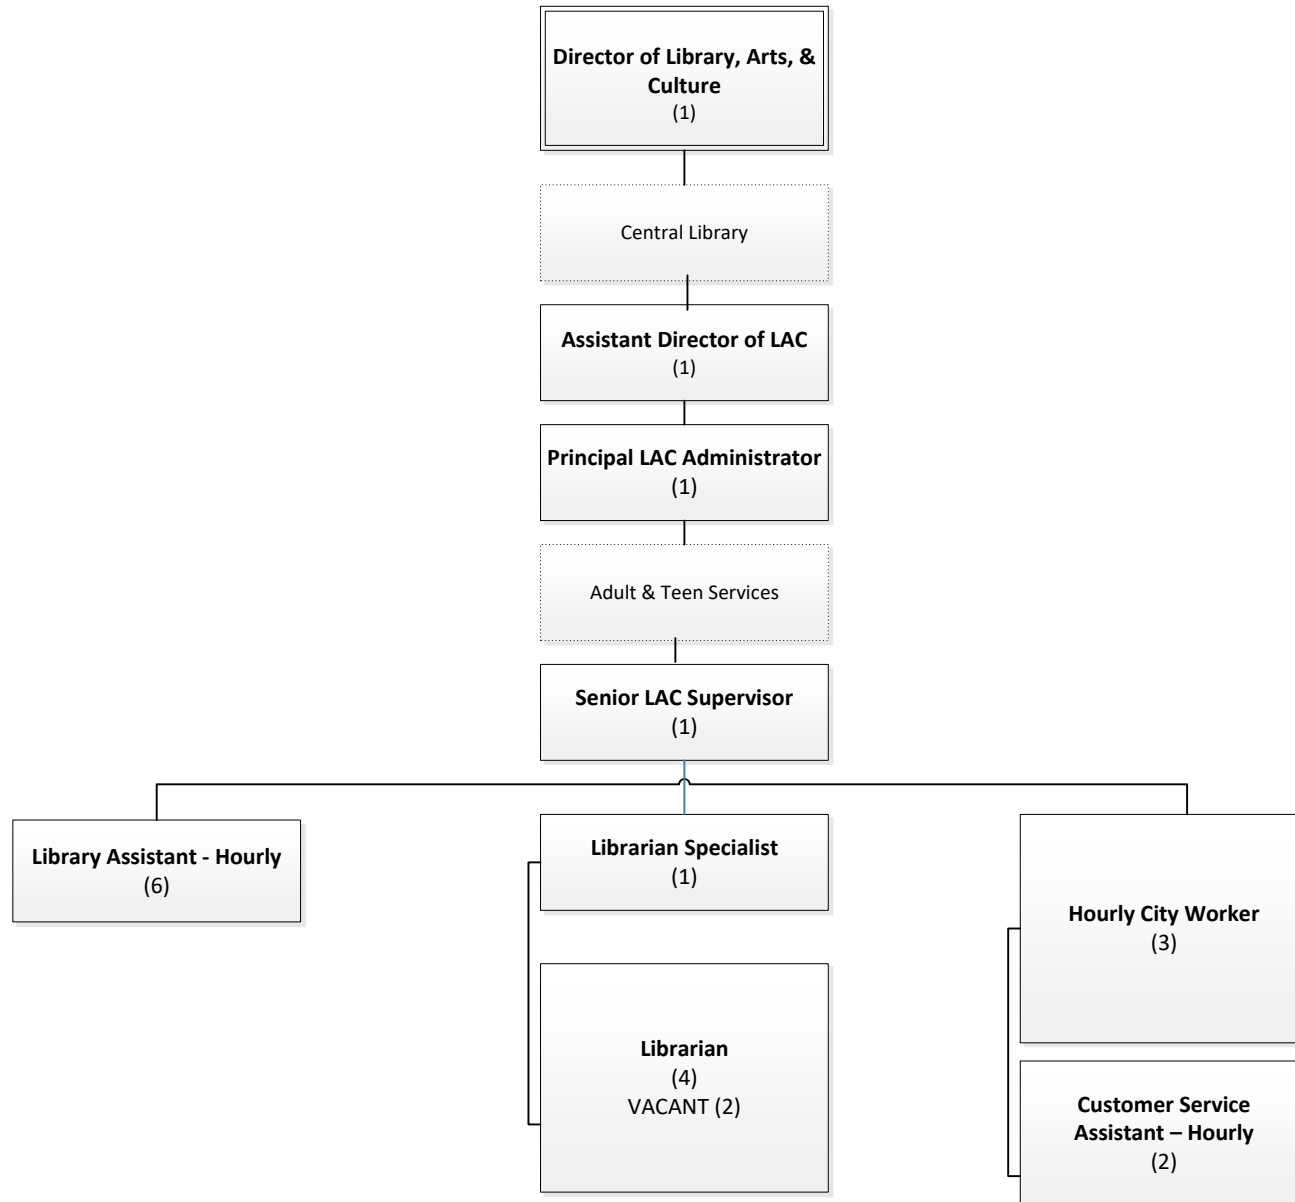 Director of Library, Arts, &
Culture
(1)
Central Library
Assistant Director of LAC
(1)
Principal LAC Administrator
(1)
Adult & Teen Services
Senior LAC Supervisor
(1)
Library Assistant - Hourly
(6)
Librarian Specialist
(1)
Hourly City Worker
(3)
Librarian
(4)
VACANT (2)
Customer Service
Assistant – Hourly
(2)